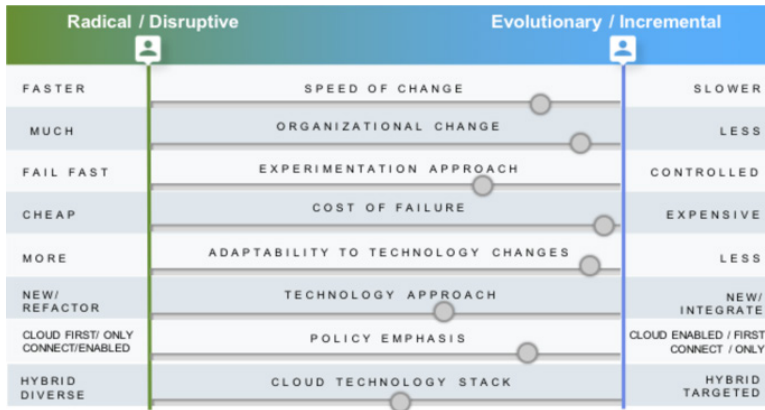 Radical / Disruptive
Evolutionary / Incremental
FASTER
SPEED OF CHANGE
SLOWER
MUCH
ORGANIZATIONAL CHANGE
LESS
FAIL FAST
EXPERIMENTATION APPROACH
CONTROLLED
CHEAP
COST OF FAILURE
EXPENSIVE
MORE
ADAPTABILITY TO TECHNOLOGY CHANGES
LESS
NEW/
REFACTOR
TECHNOLOGY APPROACH
NEW/
INTEGRATE
CLOUD FIRST/ ONLY
CONNECT/ENABLED
POLICY EMPHASIS
CLOUD ENABLED / FIRST
CONNECT / ONLY
HYBRID
DIVERSE
CLOUD TECHNOLOGY STACK
HYBRID
TARGETED